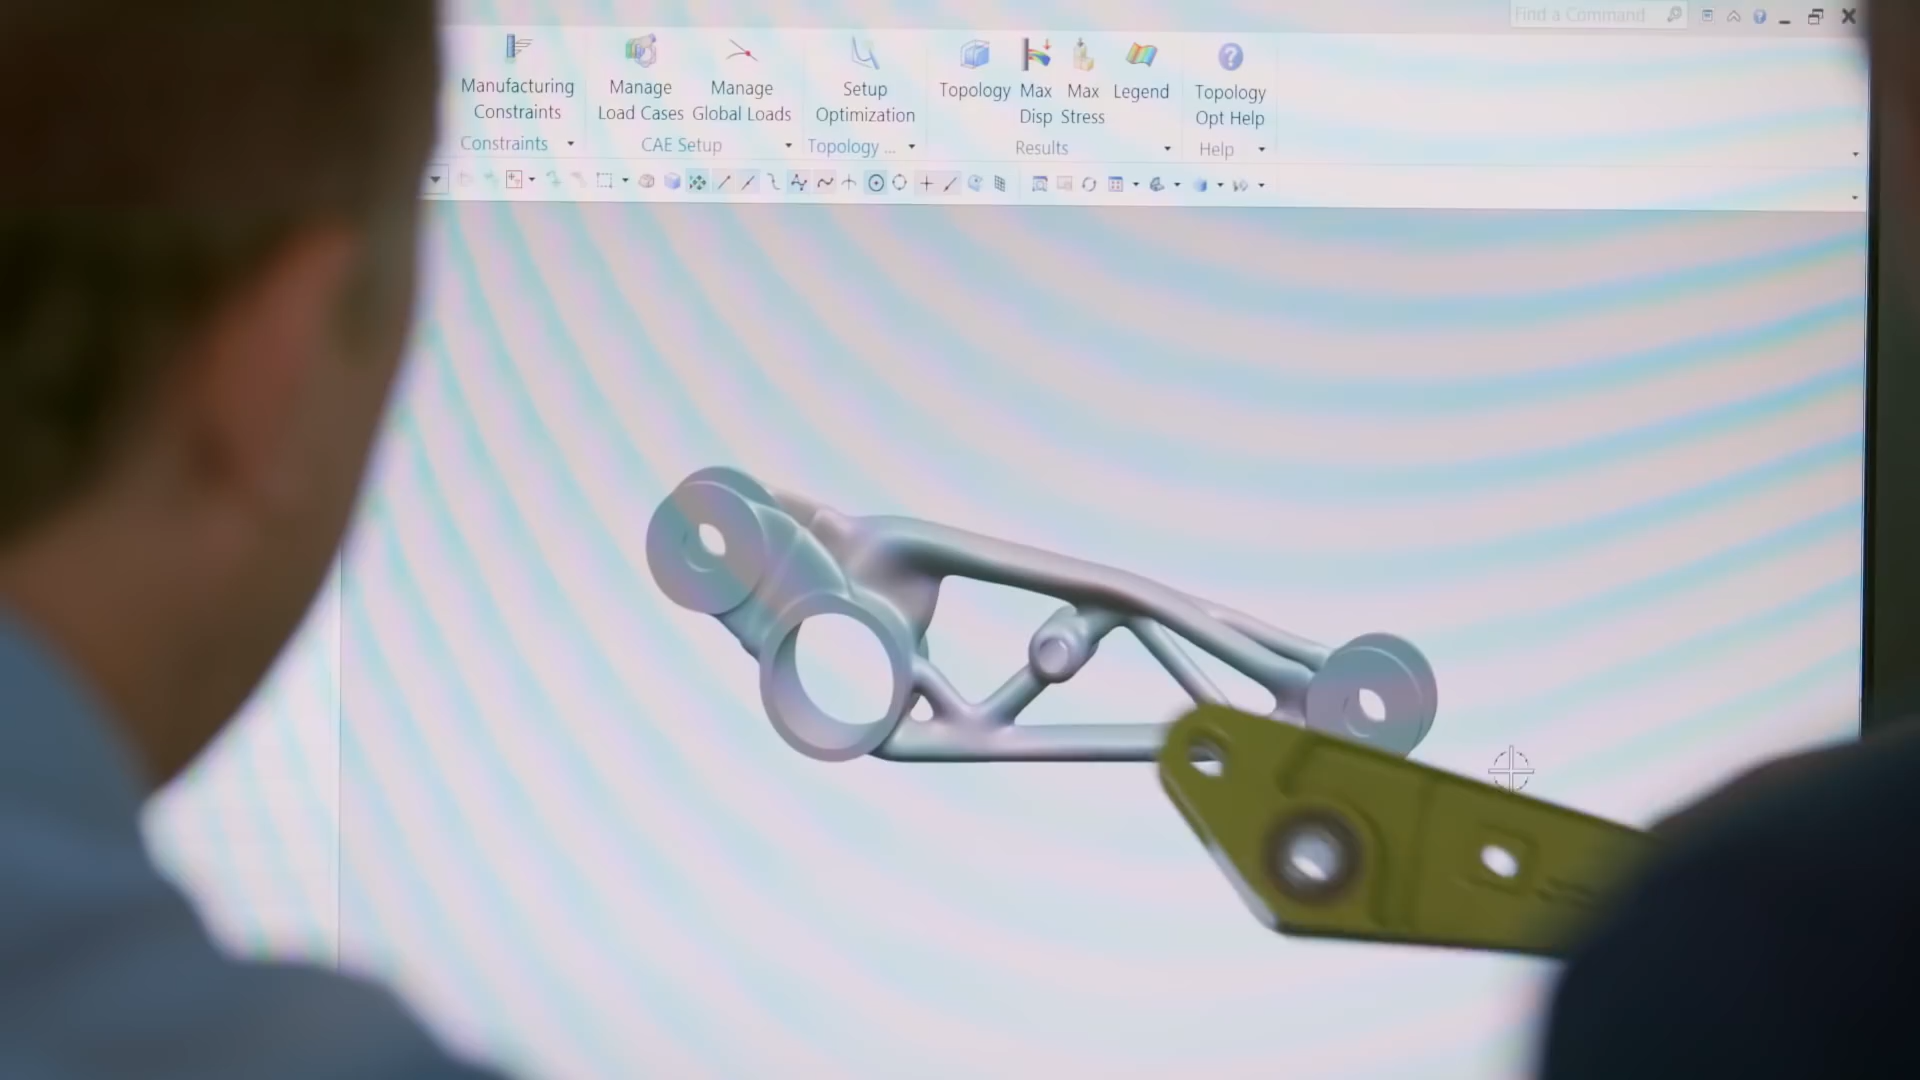 Find a Command
Manufacturing
Constraints
Manage
Load Cases
Manage
Global Loads
Setup
Optimization
Topology
Max
Disp
Max
Stress
Legend
Topology
Opt Help
Constraints
CAE Setup
Topology ...
Results
Help